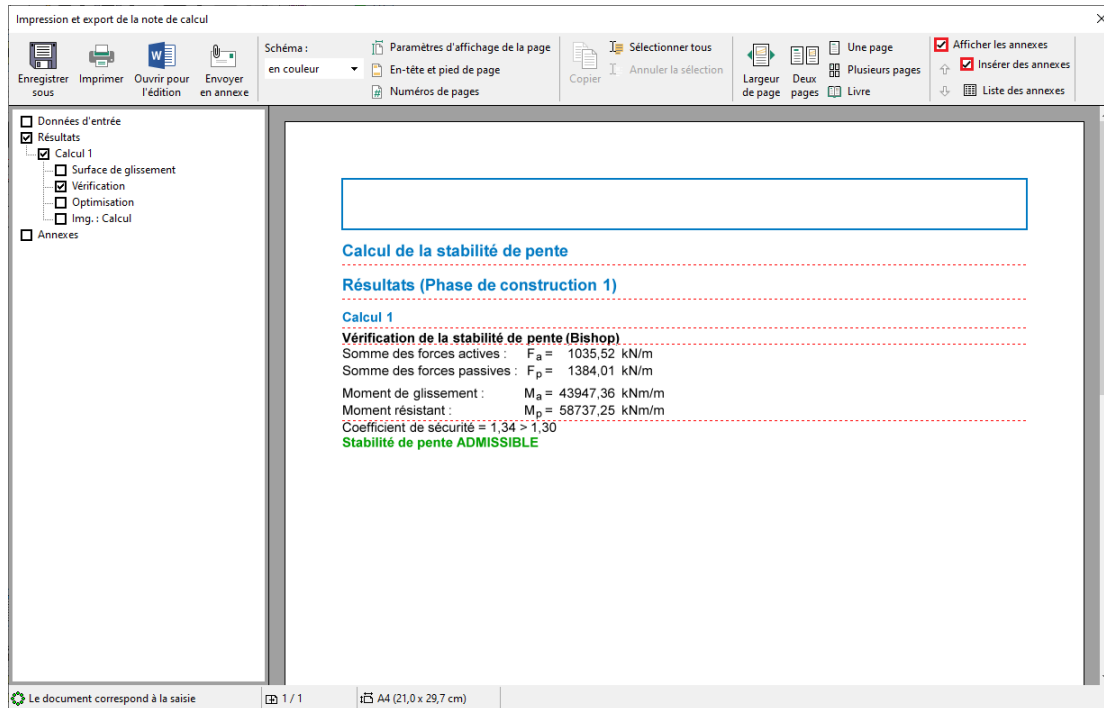 Impression et export de la note de calcul
Enregistrer sous
Imprimer
Ouvrir pour l'édition
Envoyer en annexe
Schéma :
en couleur
Paramètres d'affichage de la page
En-tête et pied de page
Numéros de pages
Copier
Sélectionner tous
Annuler la sélection
Largeur de page
Deux pages
Une page
Plusieurs pages
Livre
Afficher les annexes
Insérer des annexes
Liste des annexes
Données d'entrée
Résultats
Calcul 1
Surface de glissement
Vérification
Optimisation
Img. : Calcul
Annexes
Calcul de la stabilité de pente
Résultats (Phase de construction 1)
Calcul 1
Vérification de la stabilité de pente (Bishop)
Somme des forces actives : Fa = 1035,52 kN/m
Somme des forces passives : Fp = 1384,01 kN/m
Moment de glissement : Ma = 43947,36 kNm/m
Moment résistant : Mp = 58737,25 kNm/m
Coefficient de sécurité = 1,34 > 1,30
Stabilité de pente ADMISSIBLE
Le document correspond à la saisie
1 / 1
A4 (21,0 x 29,7 cm)